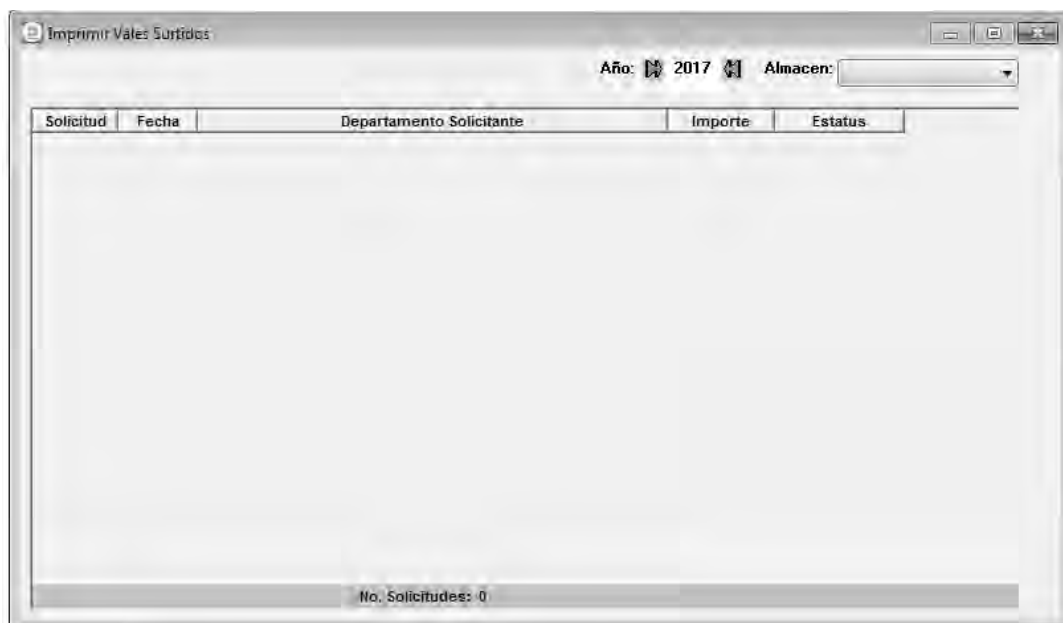 Imprimir Vales Surtidos
Año: 2017 Almacen:
Solicitud Fecha Departamento Solicitante Importe Estatus
No. Solicitudes: 0